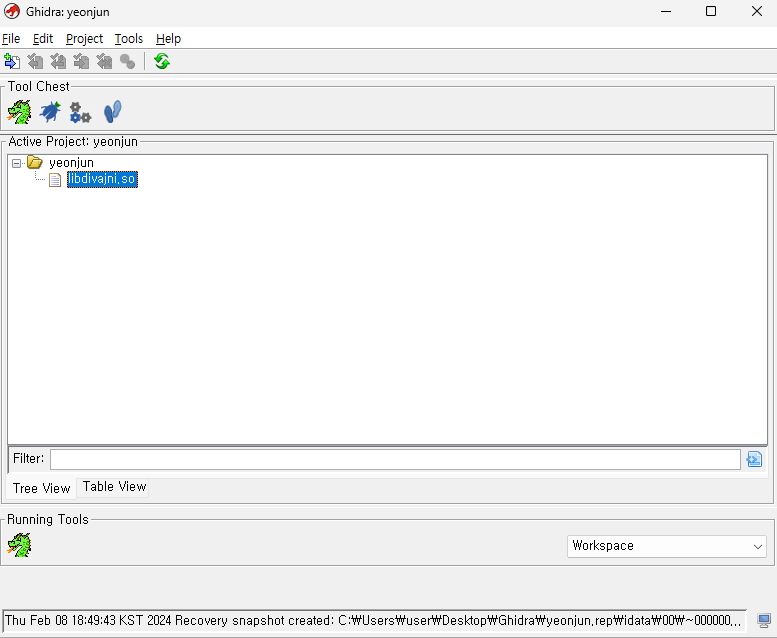 Ghidra: yeonjun
File Edit Project Tools Help
Tool Chest
Active Project: yeonjun
yeonjun
libdivajni.so
Filter:
Tree View Table View
Running Tools
Workspace
Thu Feb 08 18:49:43 KST 2024 Recovery snapshot created: C:₩Users₩user₩Desktop₩Ghidra₩yeonjun.rep₩idata₩00₩~000000...